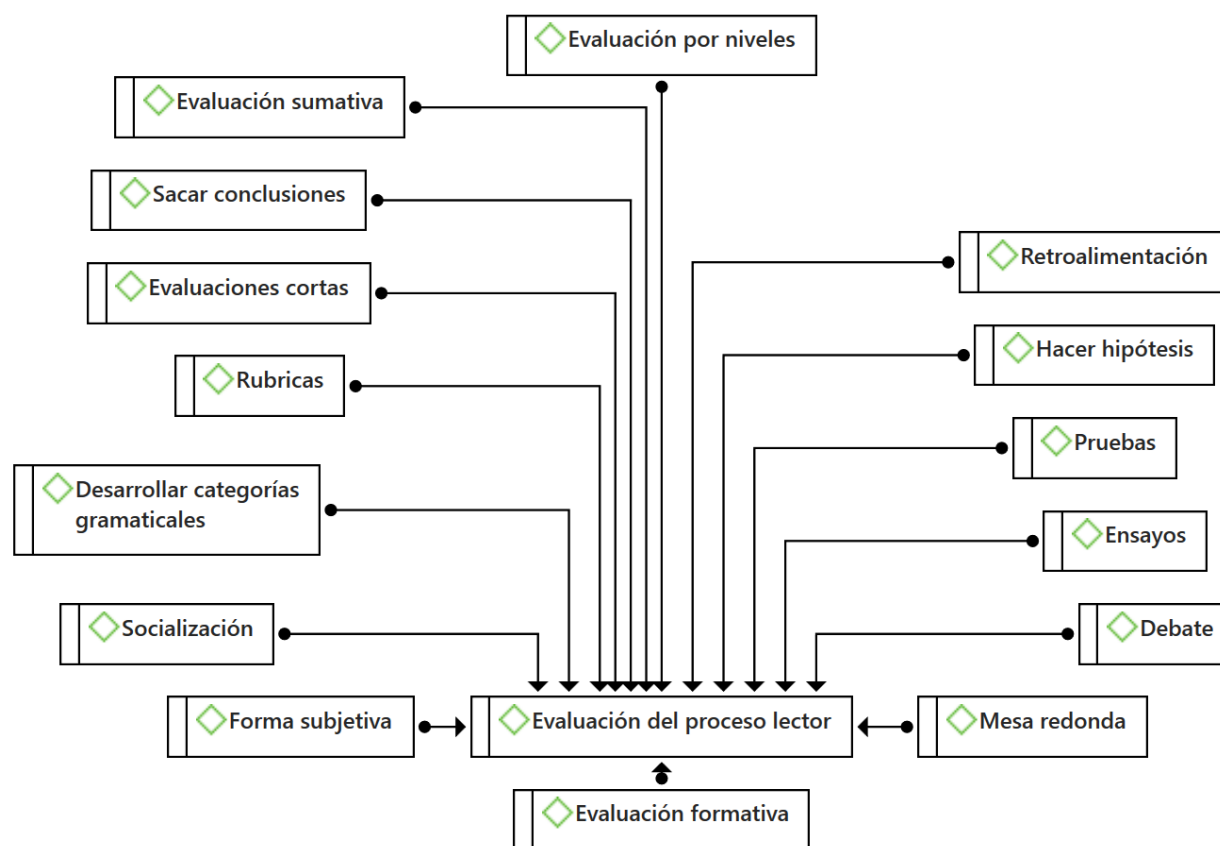 Evaluación por niveles
Evaluación sumativa
Sacar conclusiones
Retroalimentación
Evaluaciones cortas
Hacer hipótesis
Rubricas
Pruebas
Desarrollar categorías
gramaticales
Ensayos
Socialización
Debate
Forma subjetiva
Evaluación del proceso lector
Mesa redonda
Evaluación formativa